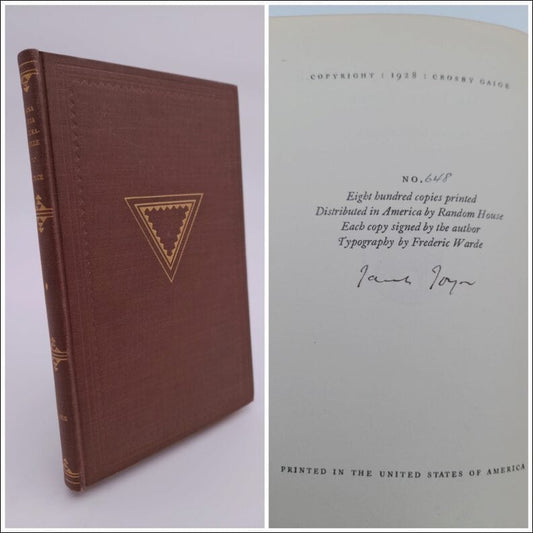 COPYRIGHT : 1928 : CROSBY GAIGE
NO. 648
Eight hundred copies printed
Distributed in America by Random House
Each copy signed by the author
Typography by Frederic Warde
James Joyce
PRINTED IN THE UNITED STATES OF AMERICA